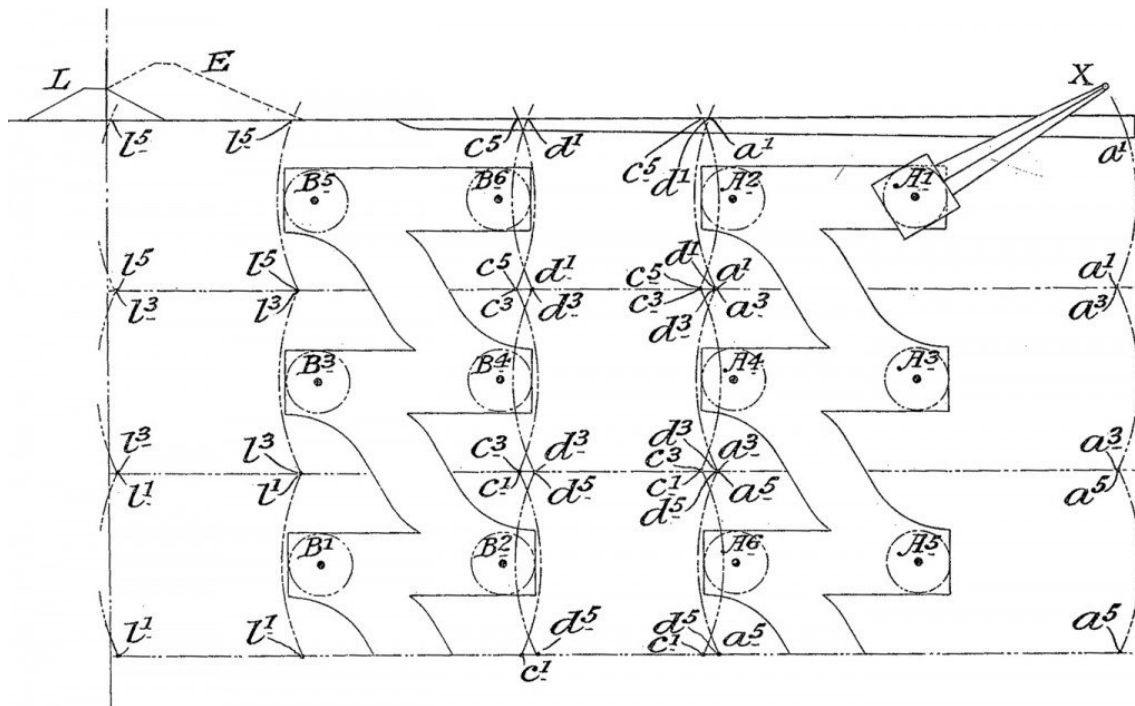 L E X
l⁵ l⁵ c⁵ d¹ c⁵ d¹ a¹ a¹
B⁵ B⁶ A² A¹
l⁵ l⁵ c⁵ d¹ c⁵ d¹ a¹ a¹
l³ l³ c³ d³ c³ d³ a³ a³
B³ B⁴ A⁴ A³
l³ l³ c³ d³ c³ d³ a³ a³
l¹ l¹ c¹ d⁵ c¹ d⁵ a⁵ a⁵
B¹ B² A⁶ A⁵
l¹ l¹ c¹ d⁵ c¹ d⁵ a⁵ a⁵